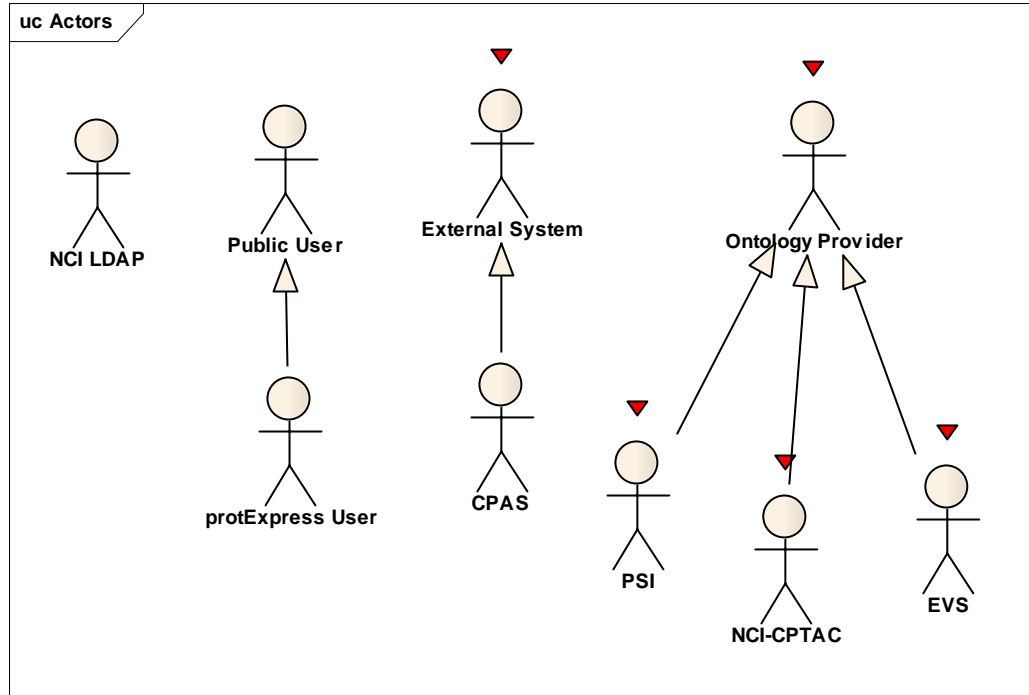 uc Actors
NCI LDAP
Public User
External System
Ontology Provider
protExpress User
CPAS
PSI
NCI-CPTAC
EVS